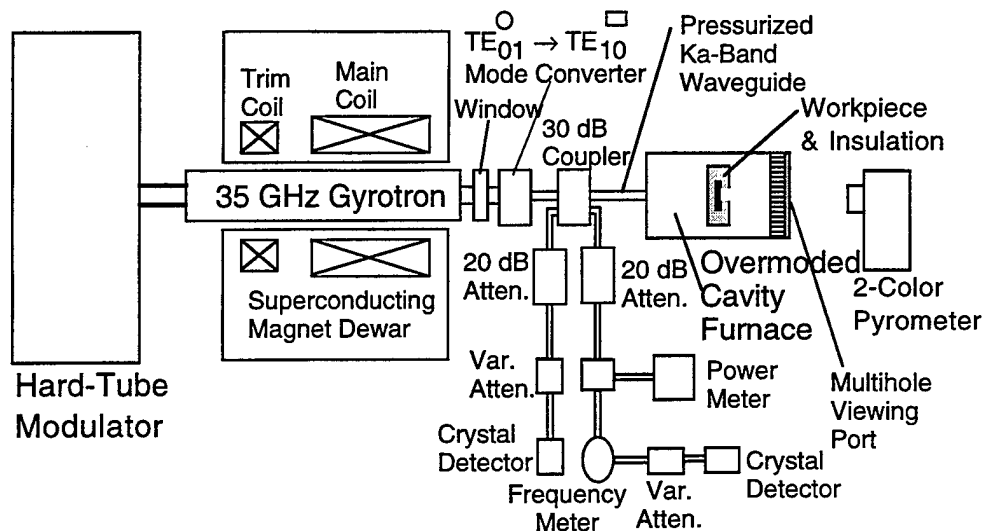 TE01 → TE10
Mode Converter
Pressurized
Ka-Band
Waveguide
Trim
Coil
Main
Coil
Window
30 dB
Coupler
Workpiece
& Insulation
35 GHz Gyrotron
20 dB
Atten.
20 dB
Atten.
Overmoded
Cavity
Furnace
2-Color
Pyrometer
Superconducting
Magnet Dewar
Hard-Tube
Modulator
Var.
Atten.
Power
Meter
Multihole
Viewing
Port
Crystal
Detector
Frequency
Meter
Var.
Atten.
Crystal
Detector